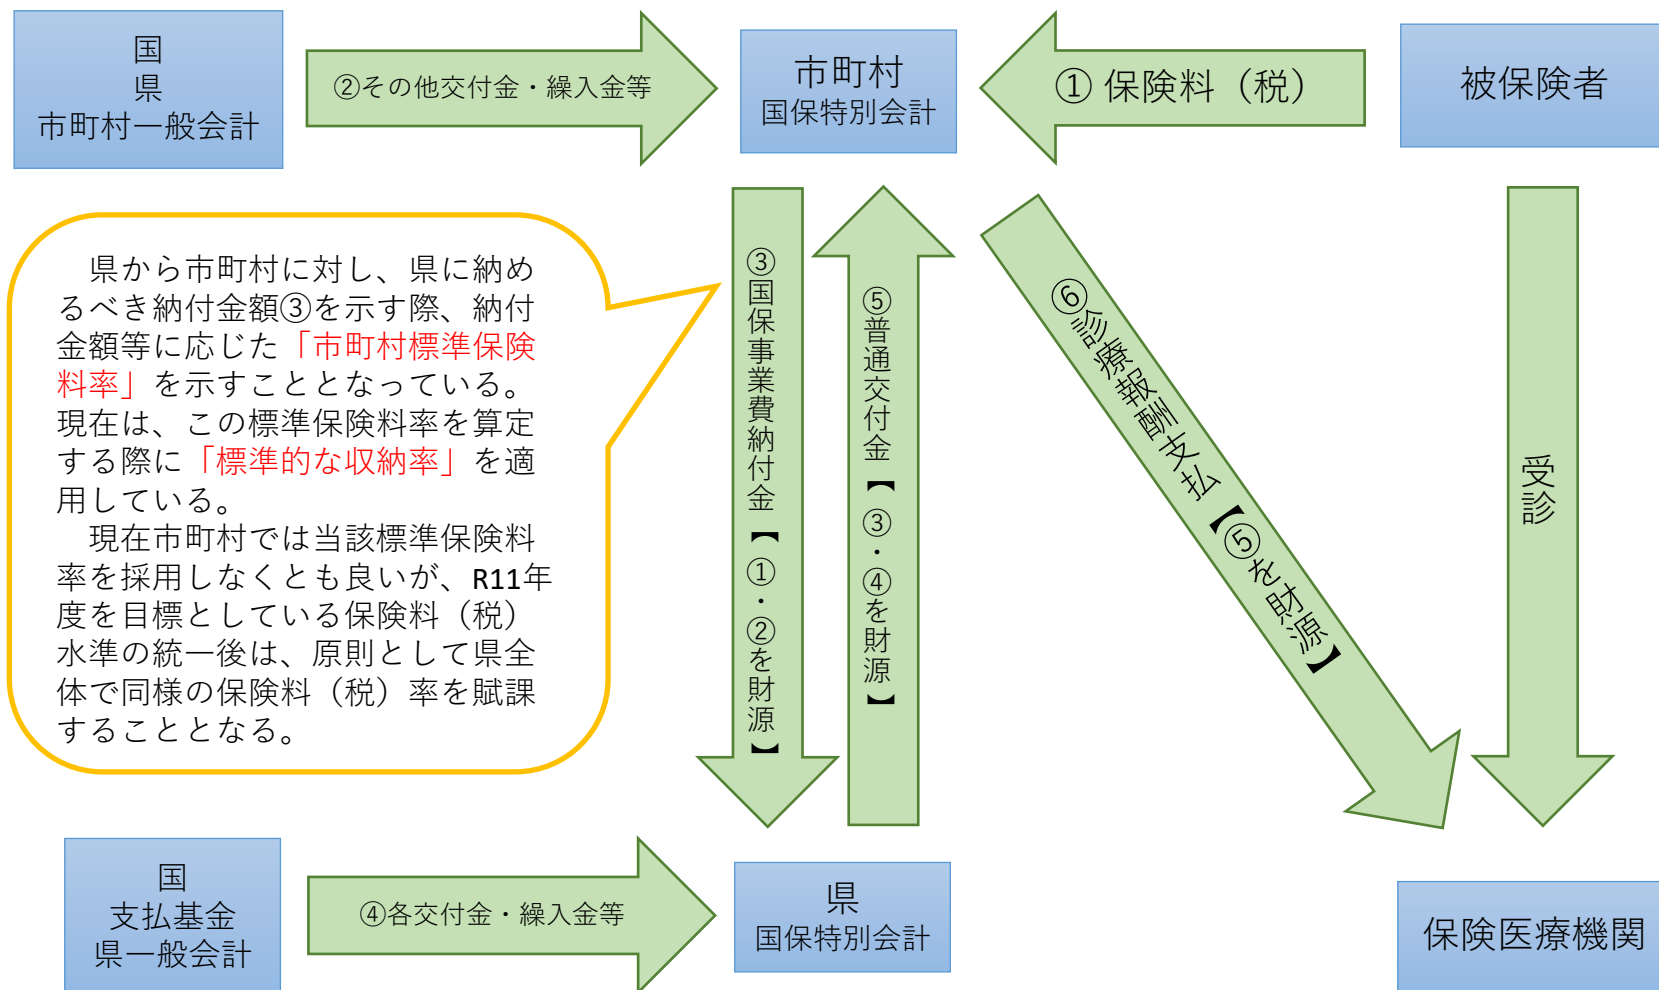 国
県
市町村一般会計
②その他交付金・繰入金等
市町村
国保特別会計
① 保険料（税）
被保険者
　県から市町村に対し、県に納め
るべき納付金額③を示す際、納付
金額等に応じた「市町村標準保険
料率」を示すこととなっている。
現在は、この標準保険料率を算定
する際に「標準的な収納率」を適
用している。
　現在市町村では当該標準保険料
率を採用しなくとも良いが、R11年
度を目標としている保険料（税）
水準の統一後は、原則として県全
体で同様の保険料（税）率を賦課
することとなる。
③国保事業費納付金【①・②を財源】
⑤普通交付金【③・④を財源】
⑥診療報酬支払【⑤を財源】
受診
国
支払基金
県一般会計
④各交付金・繰入金等
県
国保特別会計
保険医療機関